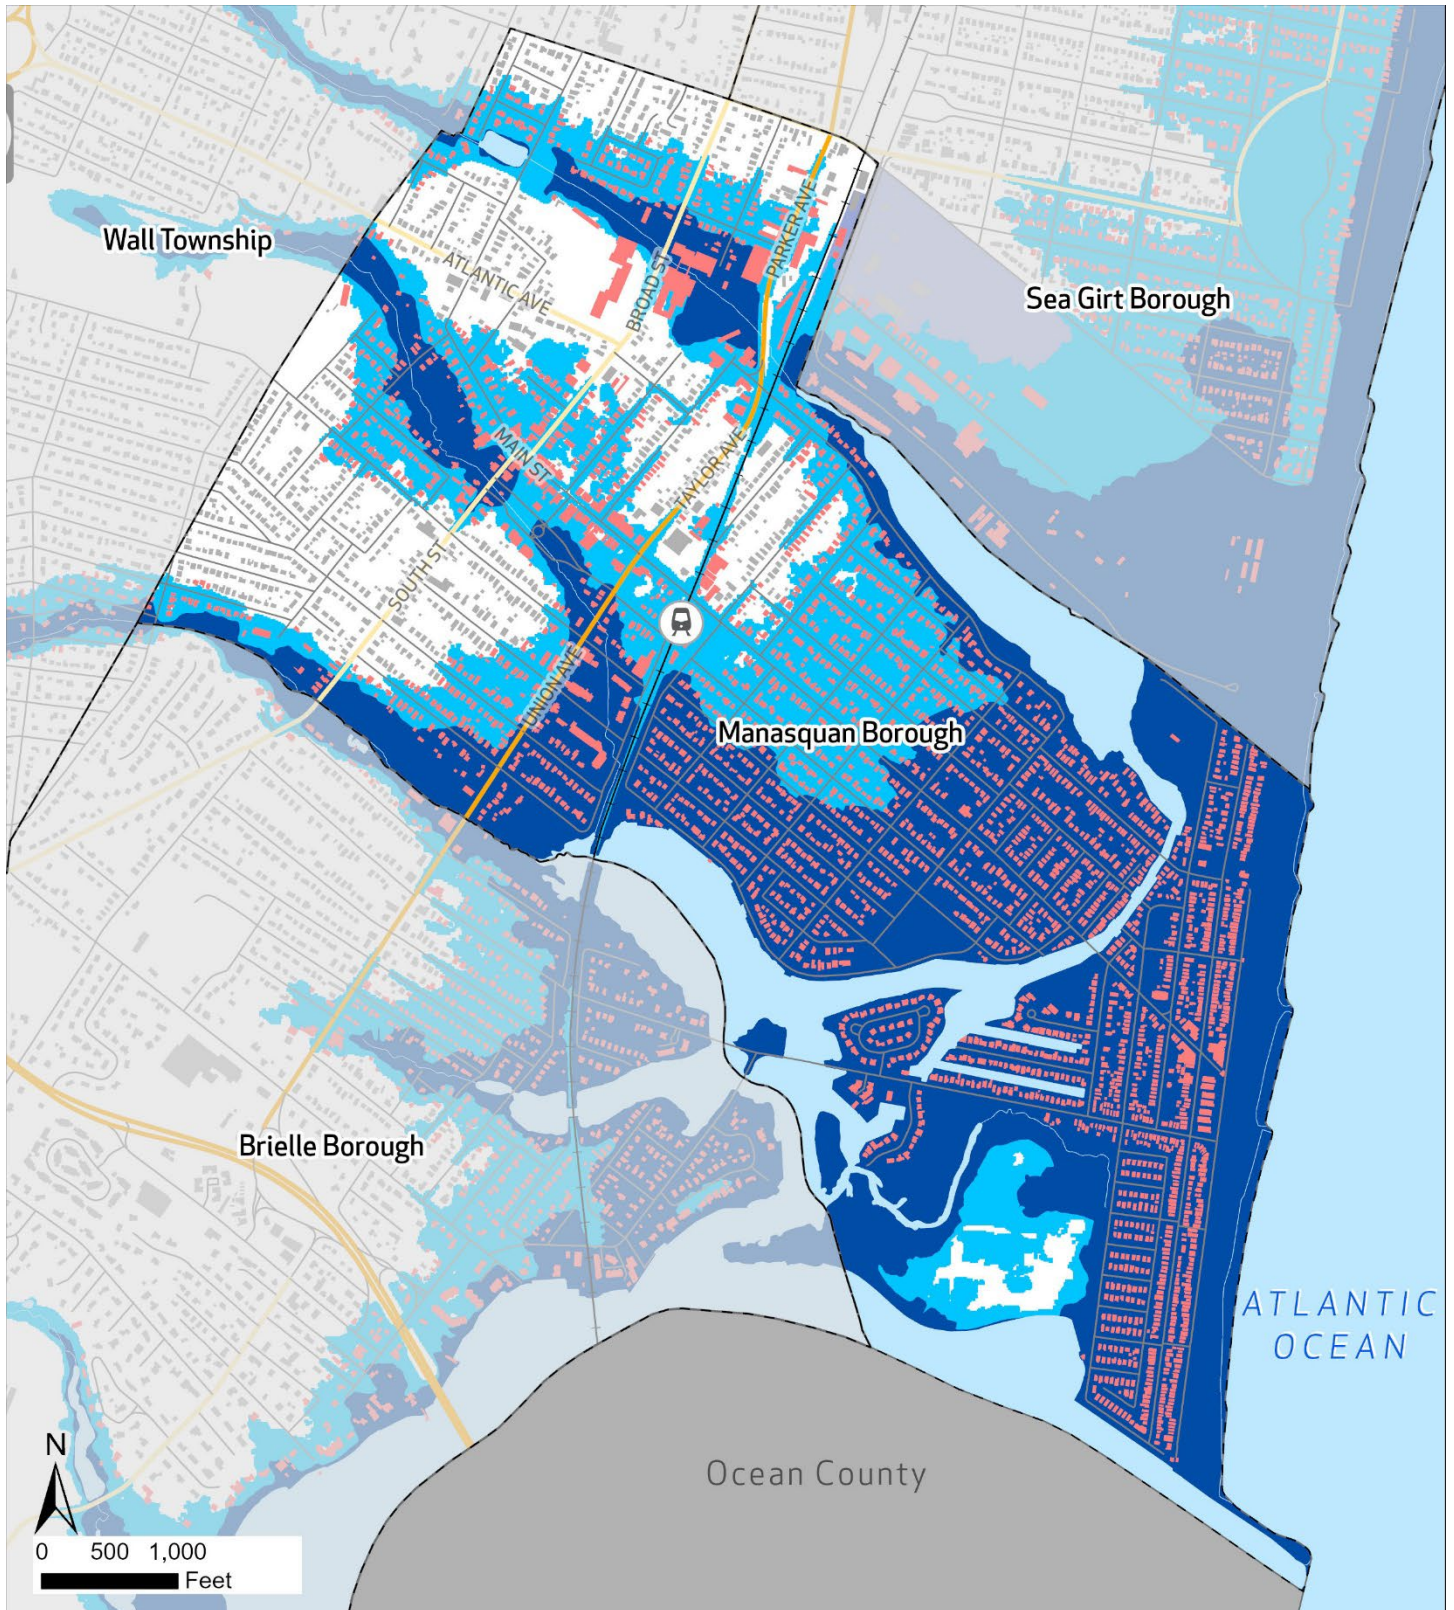 Wall Township
ATLANTIC AVE
BROAD ST
PARKER AVE
Sea Girt Borough
MAIN ST
TAYLOR AVE
SOUTH ST
UNION AVE
Manasquan Borough
Brielle Borough
ATLANTIC
OCEAN
Ocean County
N
0 500 1,000
Feet